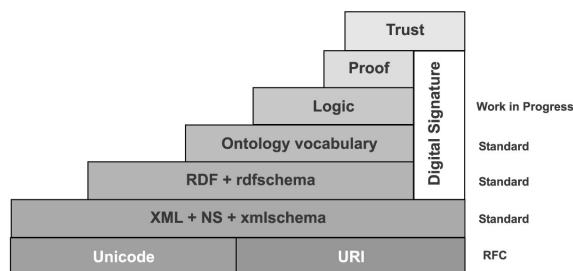 Trust
Proof
Digital Signature
Logic
Work in Progress
Ontology vocabulary
Standard
RDF + rdfschema
Standard
XML + NS + xmlschema
Standard
Unicode
URI
RFC